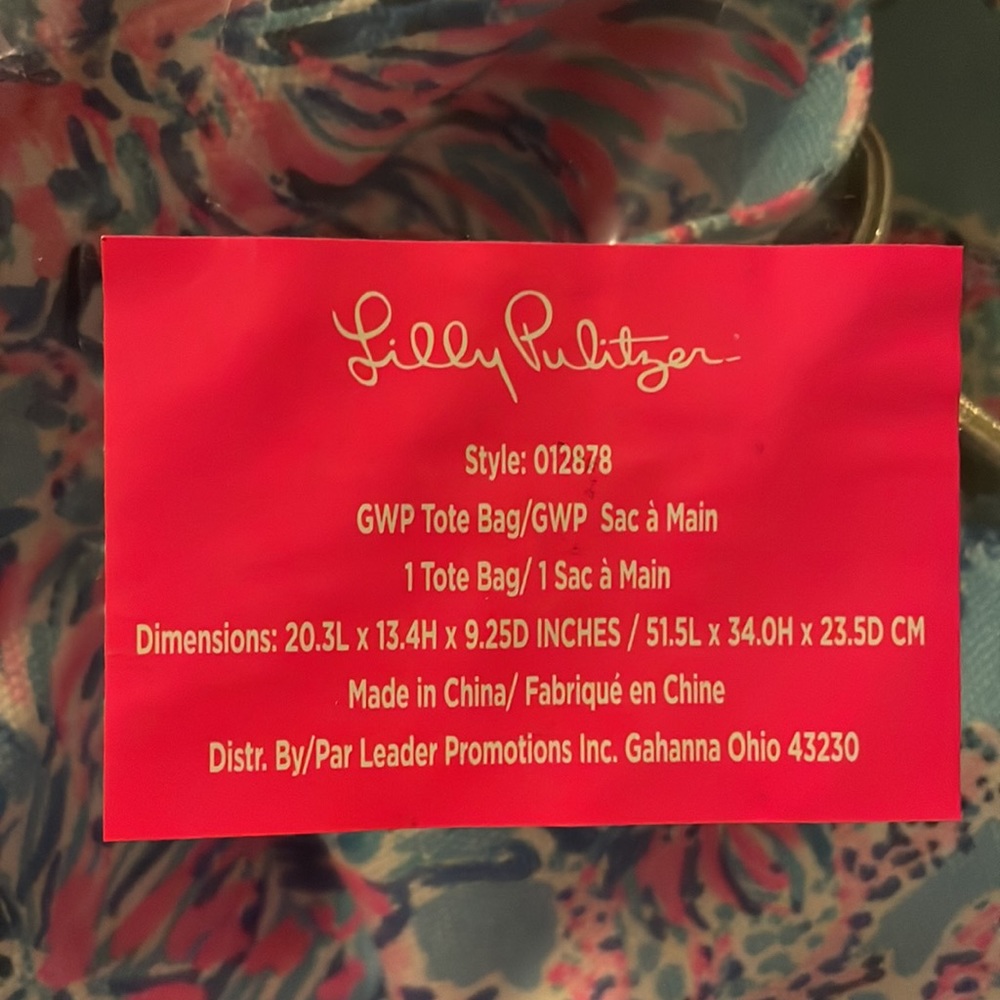 Lilly Pulitzer
Style: 012878
GWP Tote Bag/GWP Sac à Main
1 Tote Bag/ 1 Sac à Main
Dimensions: 20.3L x 13.4H x 9.25D INCHES / 51.5L x 34.0H x 23.5D CM
Made in China/ Fabriqué en Chine
Distr. By/Par Leader Promotions Inc. Gahanna Ohio 43230